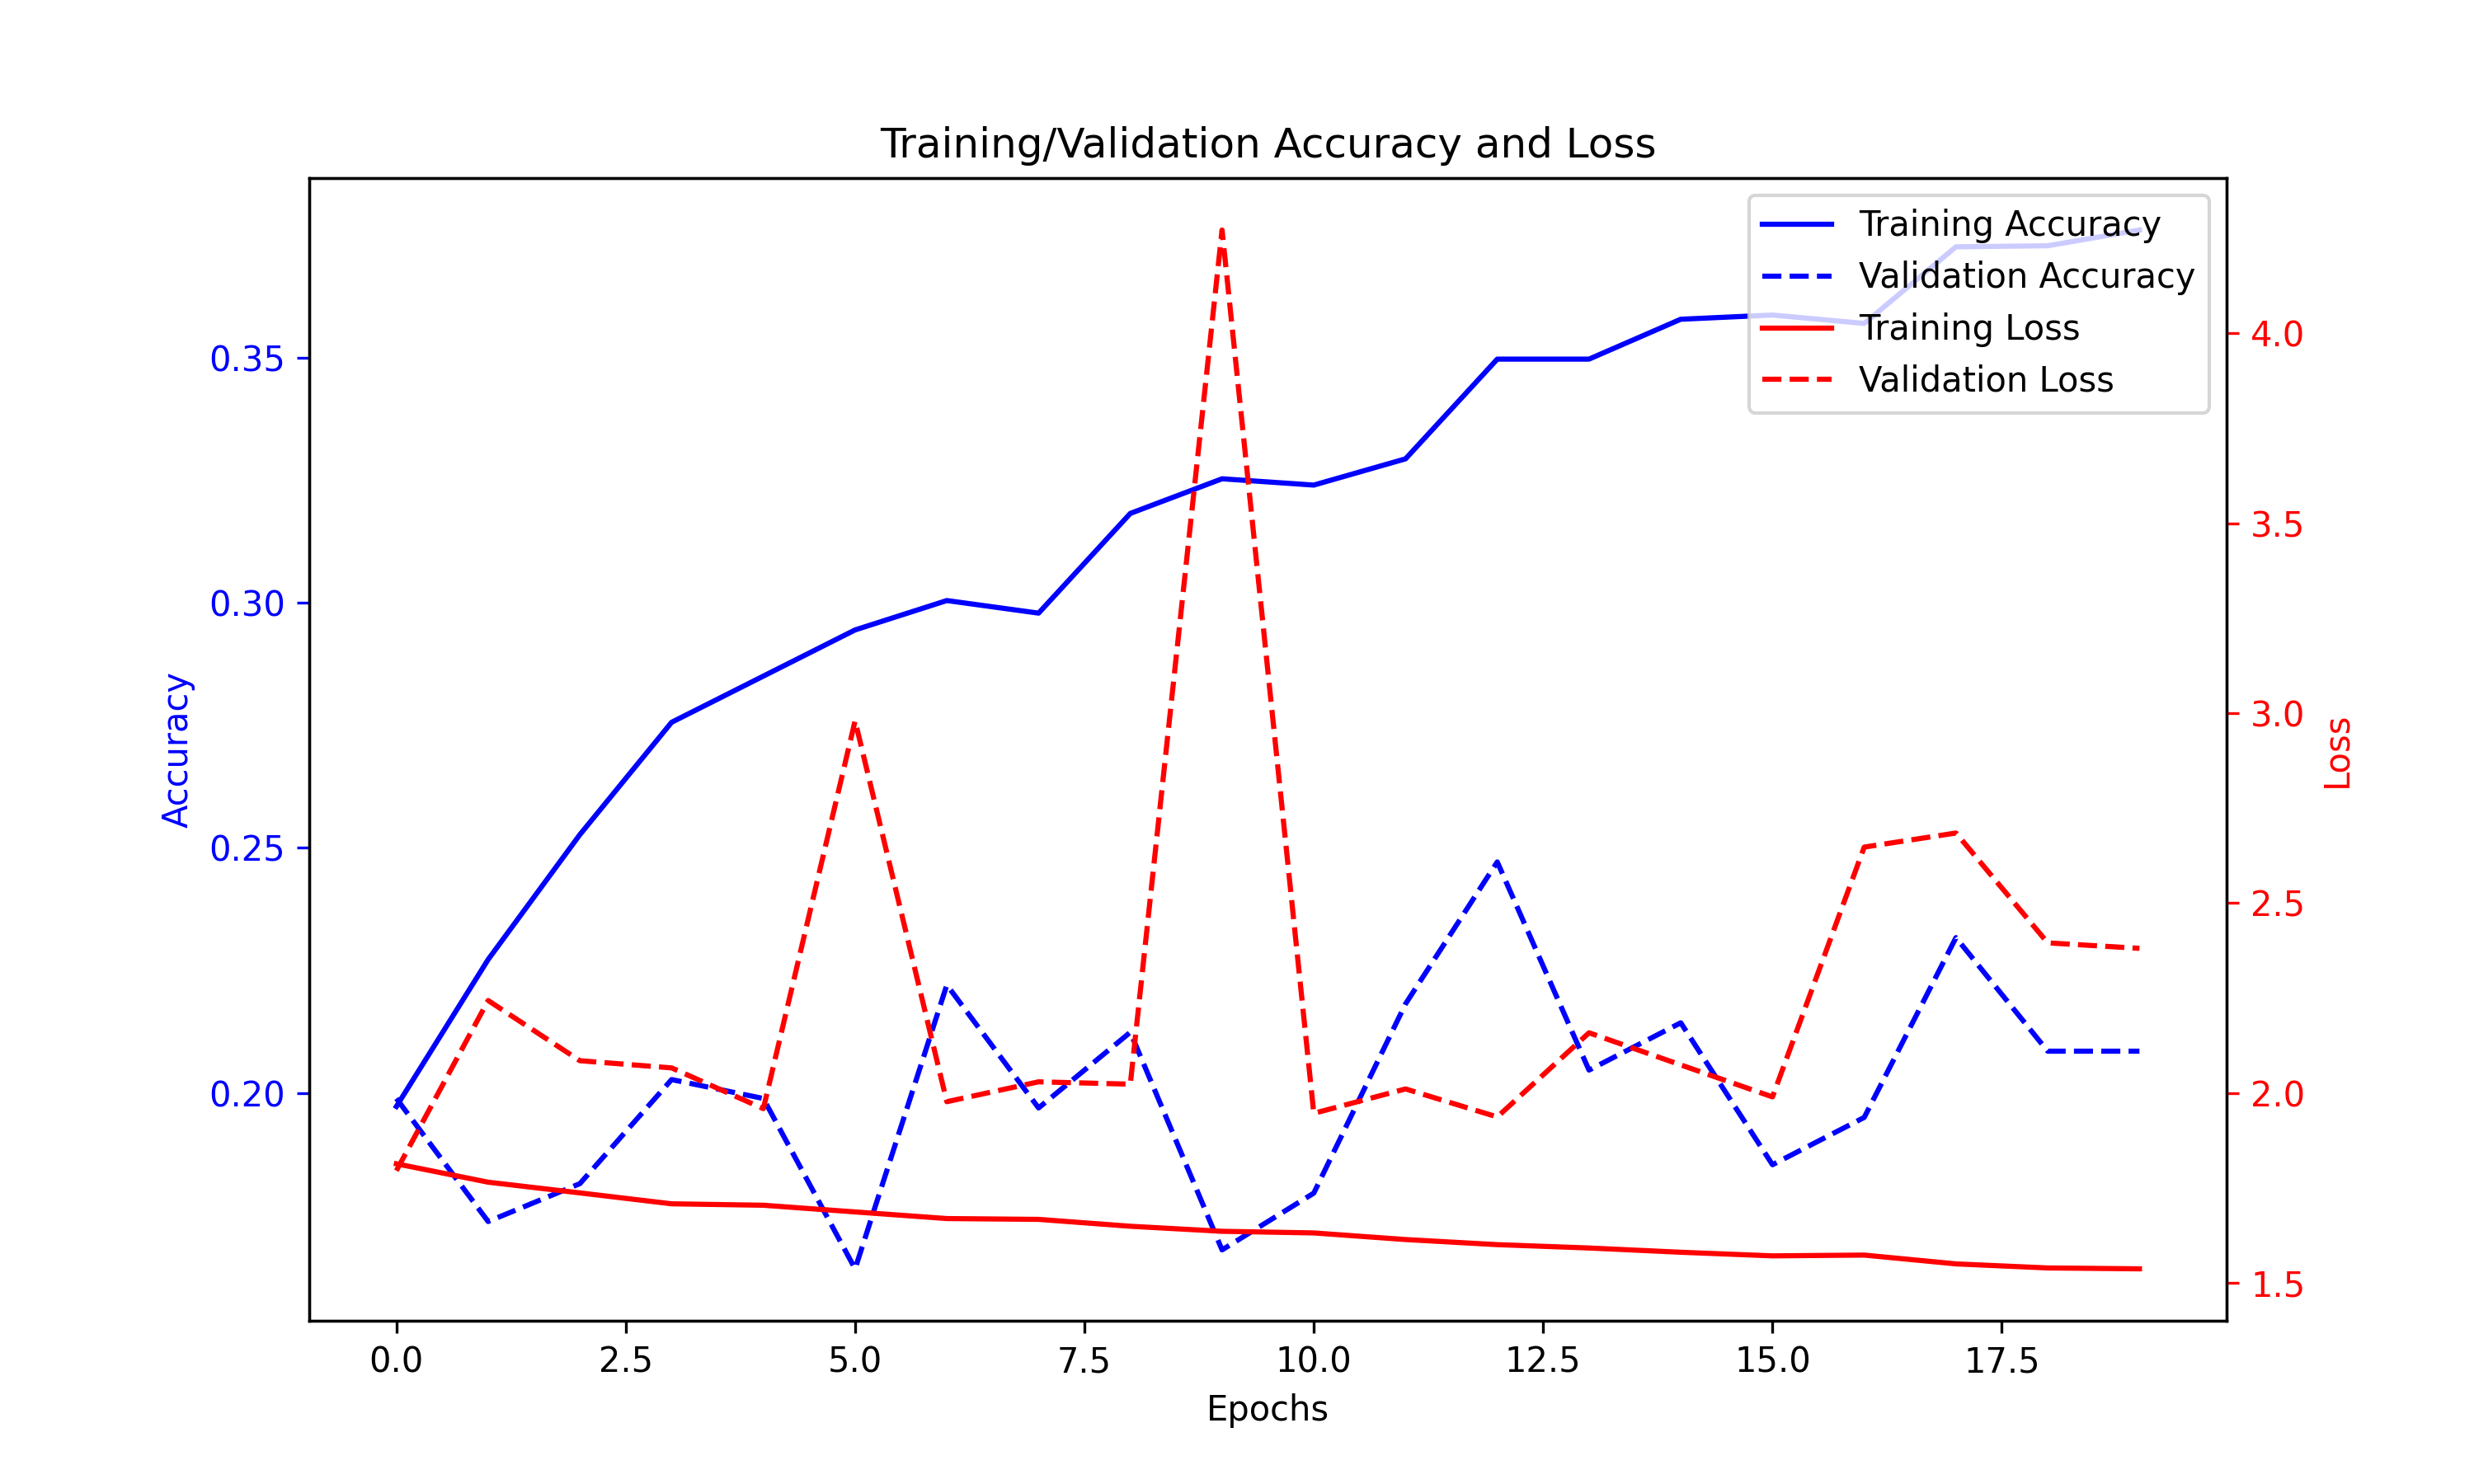 Training/Validation Accuracy and Loss
Training Accuracy
Validation Accuracy
Training Loss
Validation Loss
Accuracy
0.35
0.30
0.25
0.20
Loss
4.0
3.5
3.0
2.5
2.0
1.5
0.0 2.5 5.0 7.5 10.0 12.5 15.0 17.5
Epochs